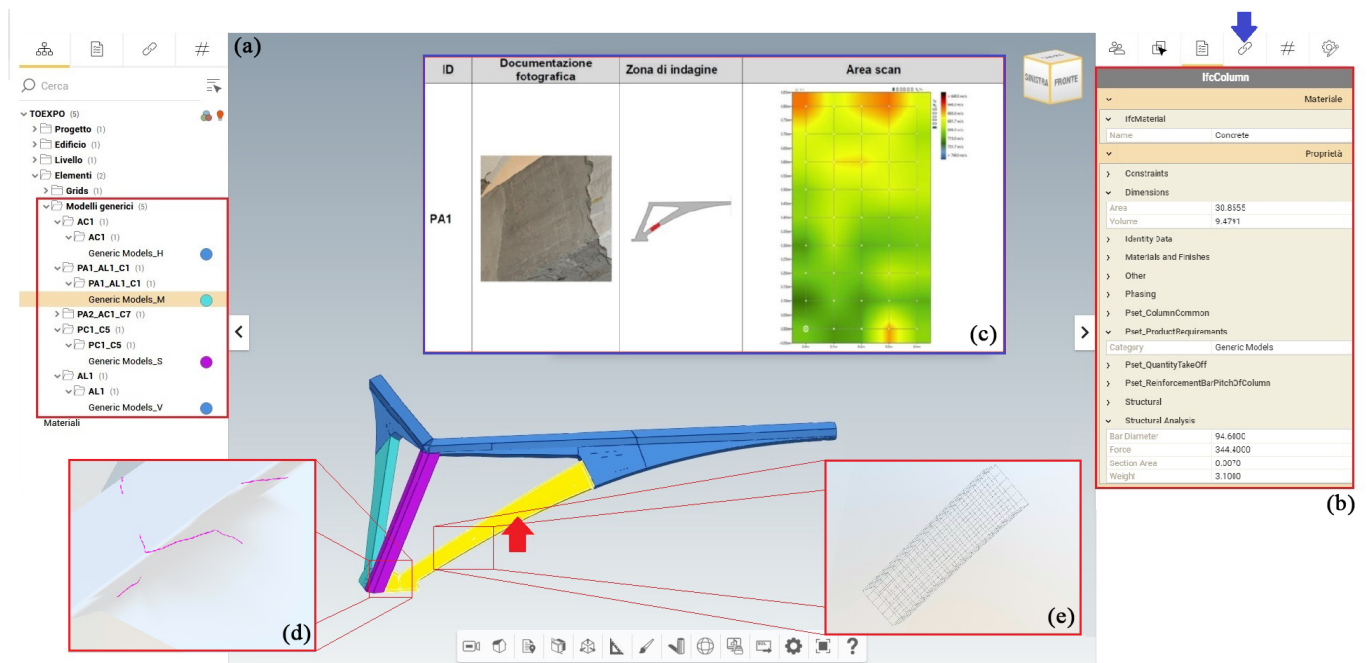 (a)
Cerca
TOEXPO (5)
Progetto (1)
Edificio (1)
Livello (1)
Elementi (2)
Grids (1)
Modelli generici (5)
AC1 (1)
AC1 (1)
Generic Models_H
PA1_AL1_C1 (1)
PA1_AL1_C1 (1)
Generic Models_M
PA2_AC1_C7 (1)
PC1_C5 (1)
PC1_C5 (1)
Generic Models_S
AL1 (1)
AL1 (1)
Generic Models_V
Materiali
ID Documentazione fotografica Zona di indagine Area scan
PA1
(c)
SINISTRA FRONTE
IfcColumn
Materiale
IfcMaterial
Name Concrete
Proprietà
Constraints
Dimensions
Area 30.8555
Volume 9.4791
Identity Data
Materials and Finishes
Other
Phasing
Pset_ColumnCommon
Pset_ProductRequirements
Category Generic Models
Pset_QuantityTakeOff
Pset_ReinforcementBarPitchOfColumn
Structural
Structural Analysis
Bar Diameter 94.6000
Force 344.4000
Section Area 0.0070
Weight 3.1000
(b)
(d)
(e)